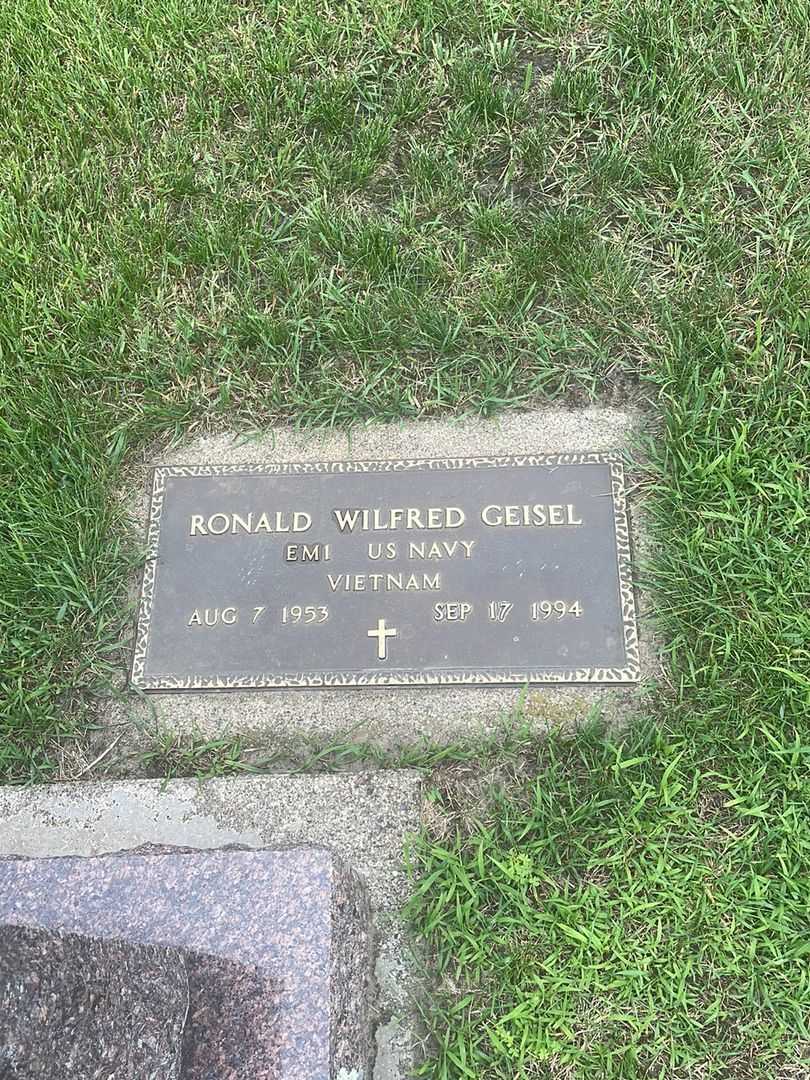 RONALD WILFRED GEISEL
EM1 US NAVY
VIETNAM
AUG 7 1953 SEP 17 1994